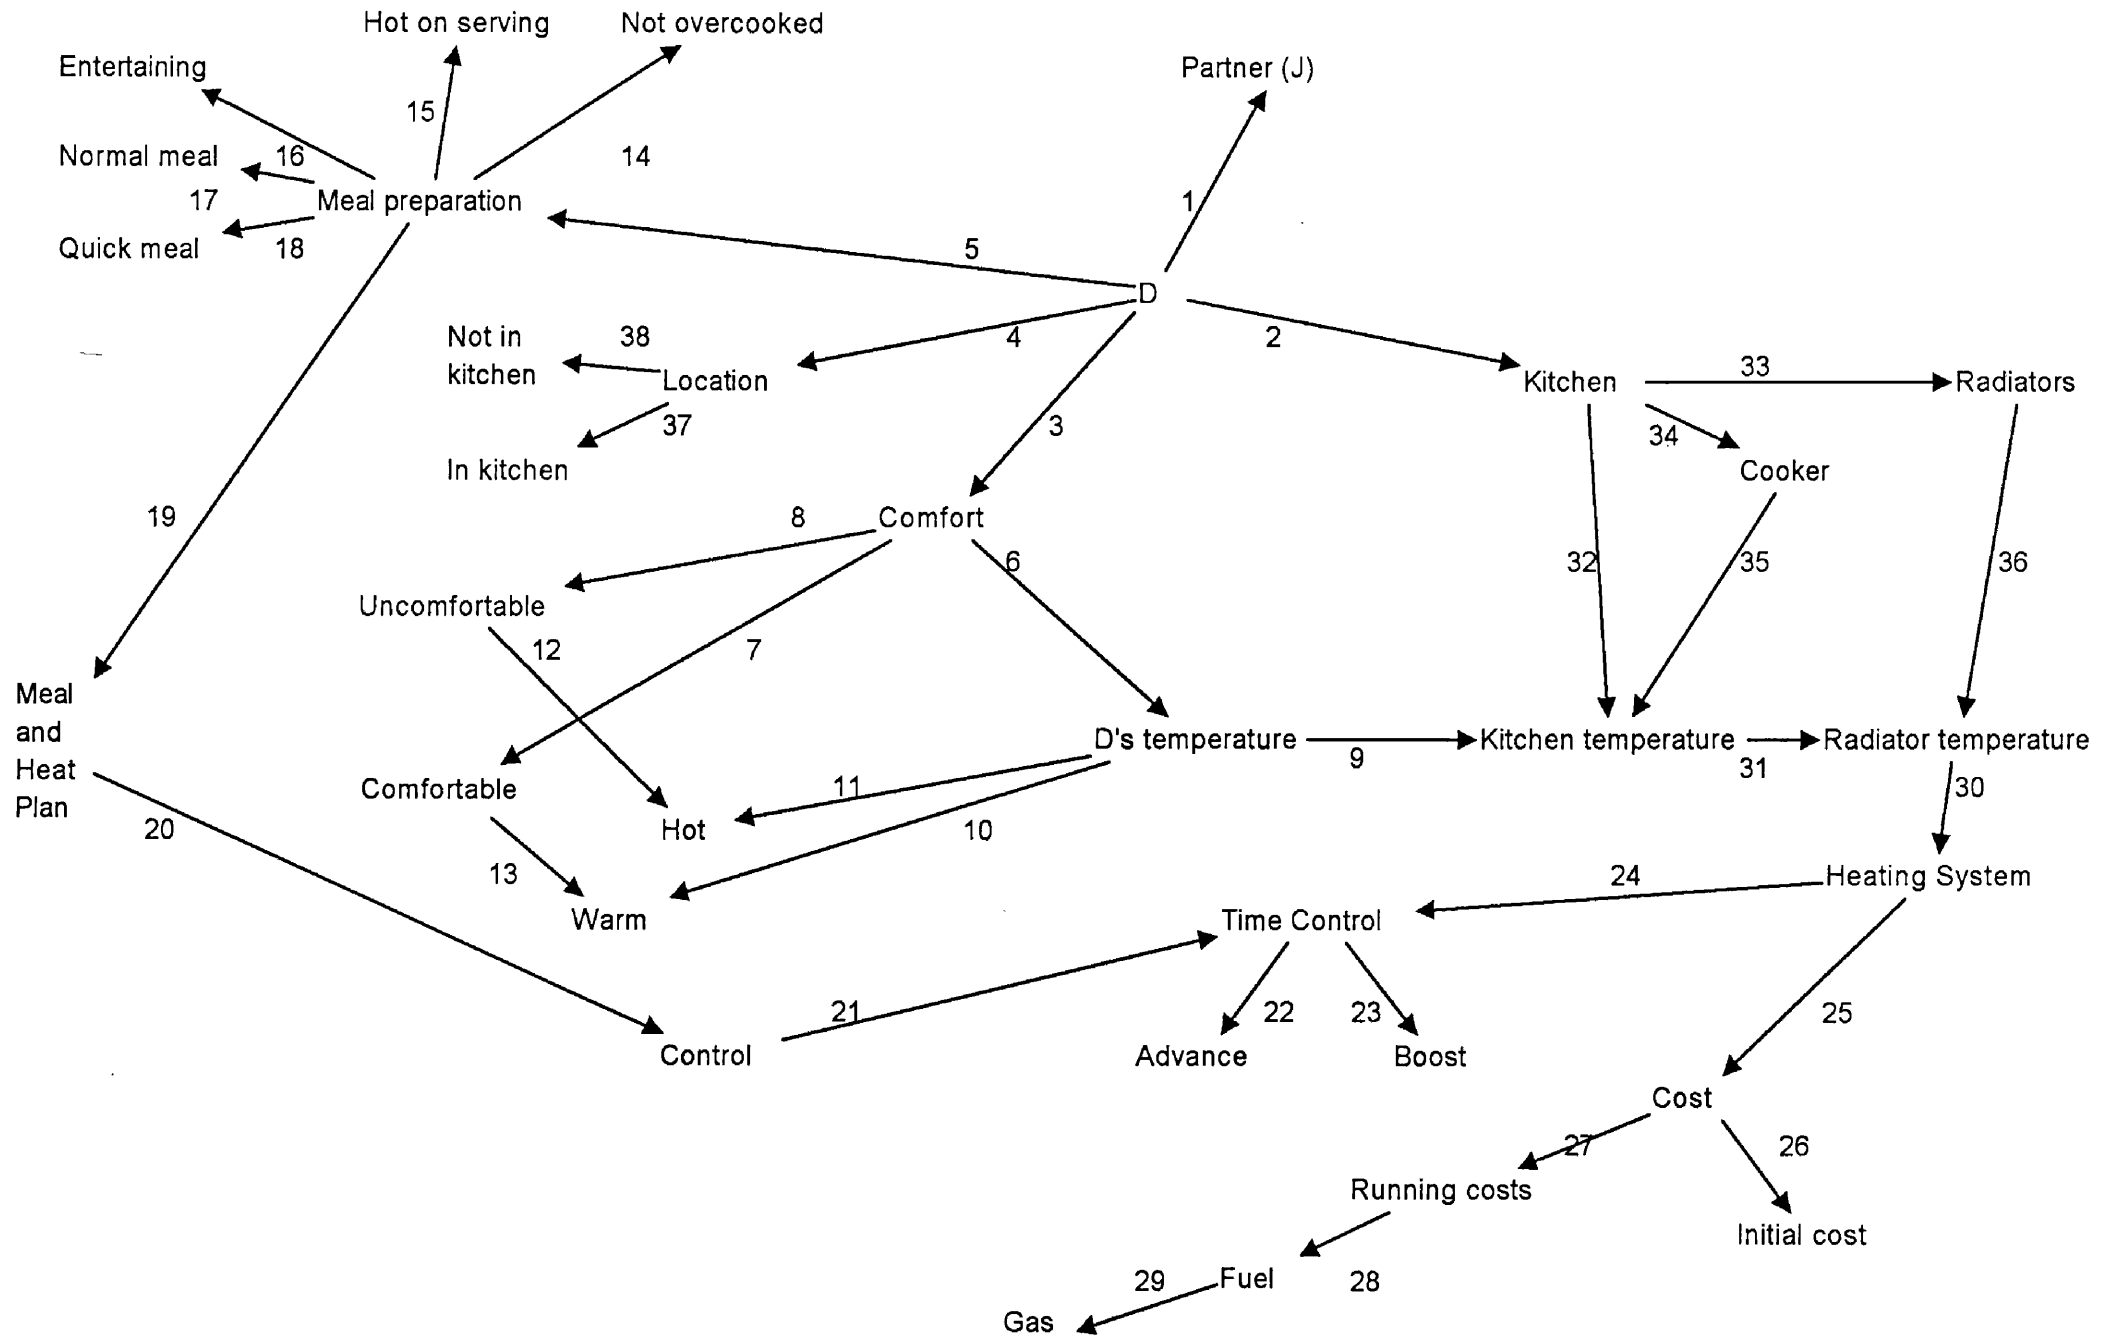 Hot on serving
Not overcooked
Entertaining
Partner (J)
15
Normal meal
16
14
17
Meal preparation
1
Quick meal
18
5
D
Not in
kitchen
38
4
2
Location
Kitchen
33
Radiators
37
3
34
In kitchen
Cooker
19
8
Comfort
6
32
35
36
Uncomfortable
12
7
Meal
and
Heat
Plan
D's temperature
9
Kitchen temperature
31
Radiator temperature
30
Comfortable
11
Hot
10
20
13
24
Heating System
Warm
Time Control
21
22
23
25
Control
Advance
Boost
Cost
27
26
Running costs
Initial cost
29
Fuel
28
Gas